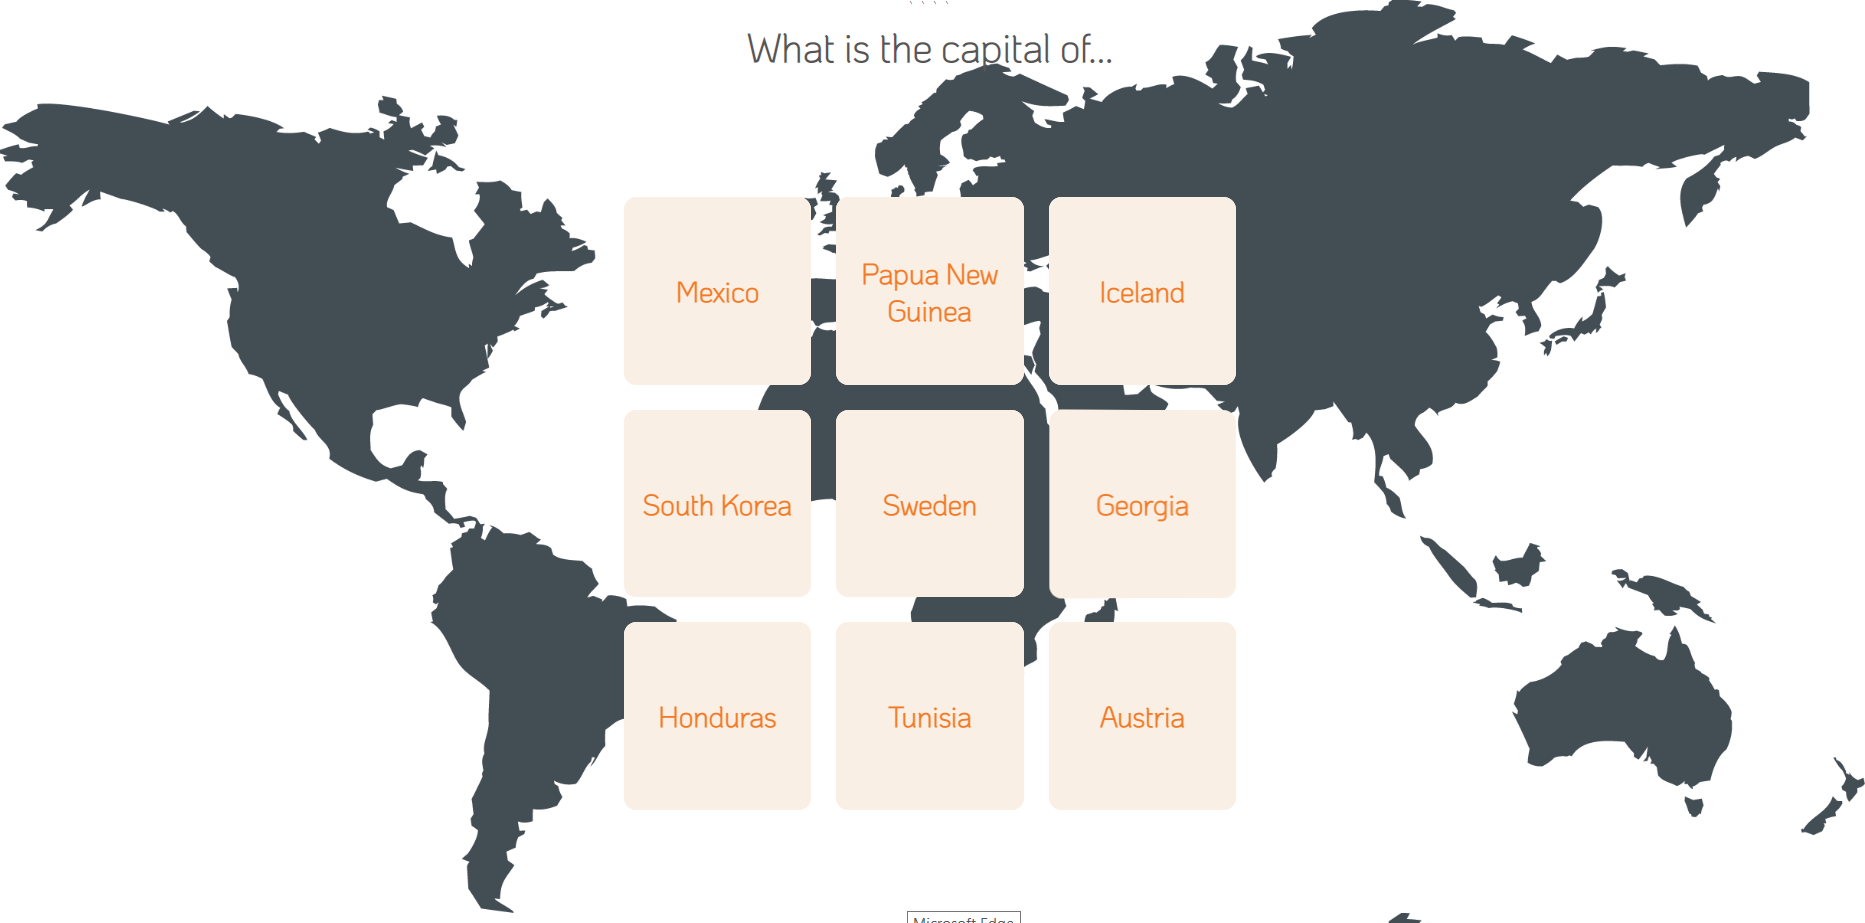 What is the capital of...
Mexico
Papua New
Guinea
Iceland
South Korea
Sweden
Georgia
Honduras
Tunisia
Austria
Microsoft Edge